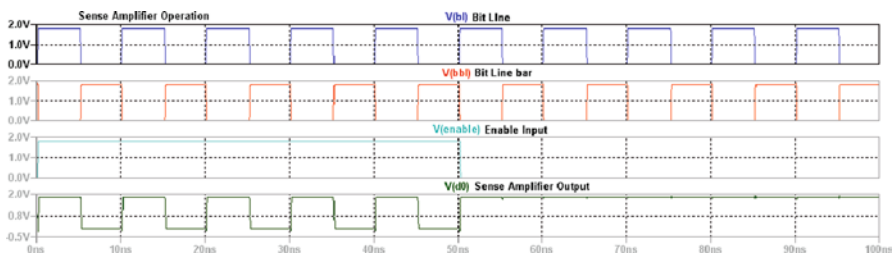 Sense Amplifier Operation
V(bl) Bit LIne
2.0V
1.0V
0.0V
V(bbl) Bit Line bar
2.0V
1.0V
0.0V
V(enable) Enable Input
2.0V
1.0V
0.0V
V(d0) Sense Amplifier Output
2.0V
0.8V
-0.5V
0ns 10ns 20ns 30ns 40ns 50ns 60ns 70ns 80ns 90ns 100ns